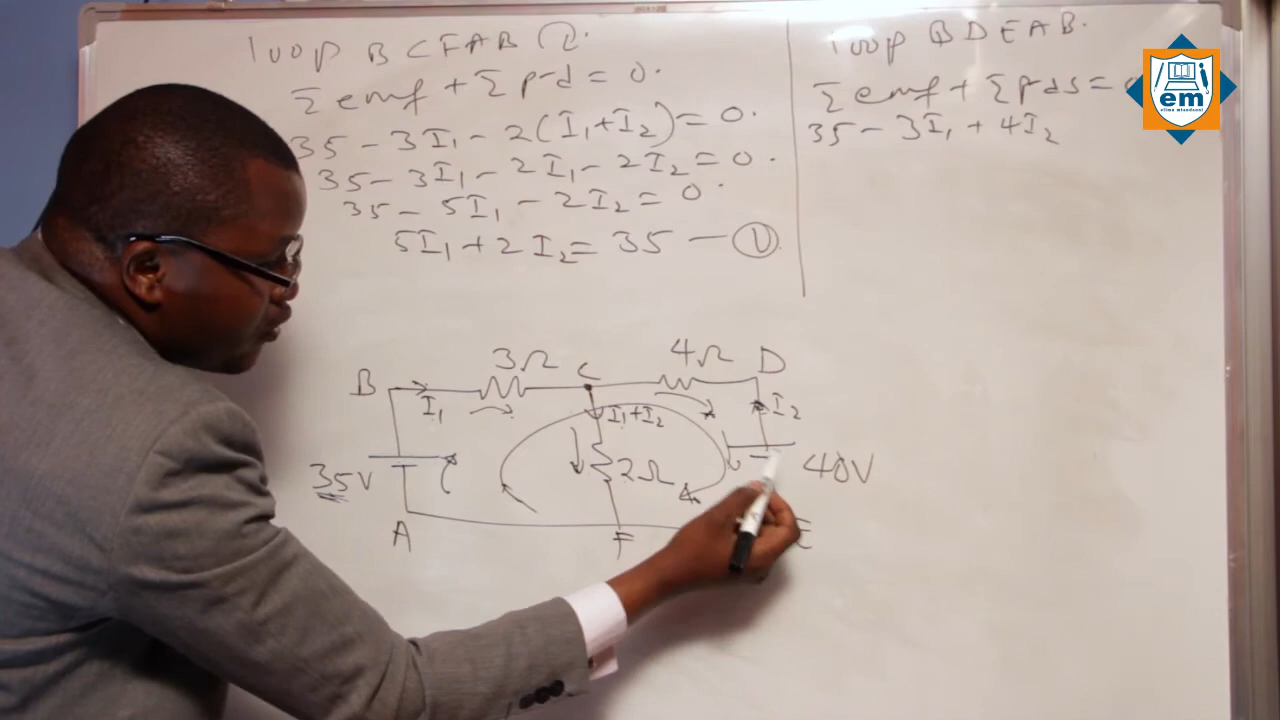 loop B C F A B ②.
Σ emf + Σ p-d = 0.
35 - 3I₁ - 2(I₁+I₂) = 0.
35 - 3I₁ - 2I₁ - 2I₂ = 0.
35 - 5I₁ - 2I₂ = 0.
5I₁ + 2I₂ = 35 — ①.
loop B D E A B.
Σ emf + Σ p ds =
35 - 3I₁ + 4I₂
em
3Ω
C
4Ω
D
B
I₁
I₁+I₂
I₂
35V
2Ω
40V
A
F
E